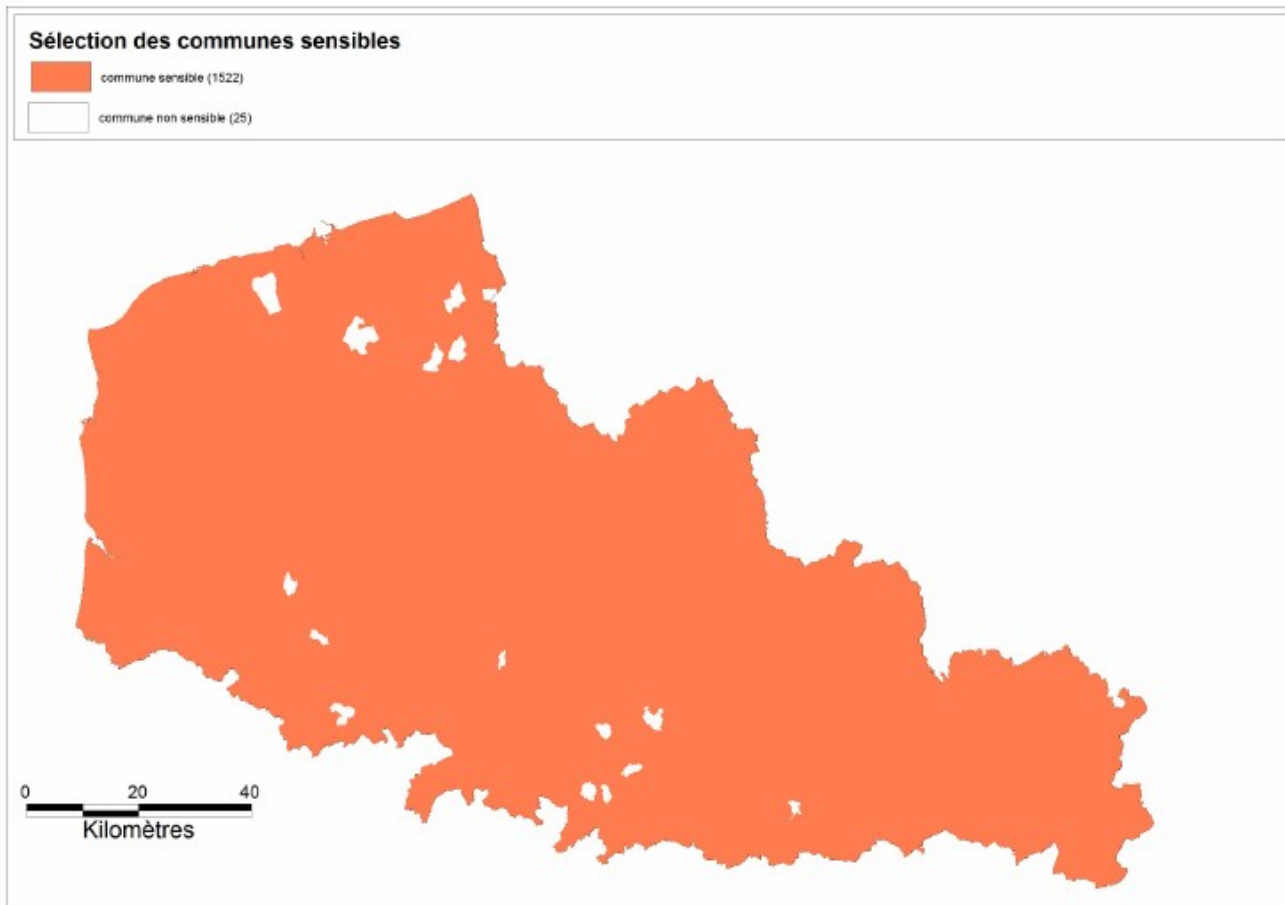 Sélection des communes sensibles
commune sensible (1522)
commune non sensible (25)
0 20 40
Kilomètres